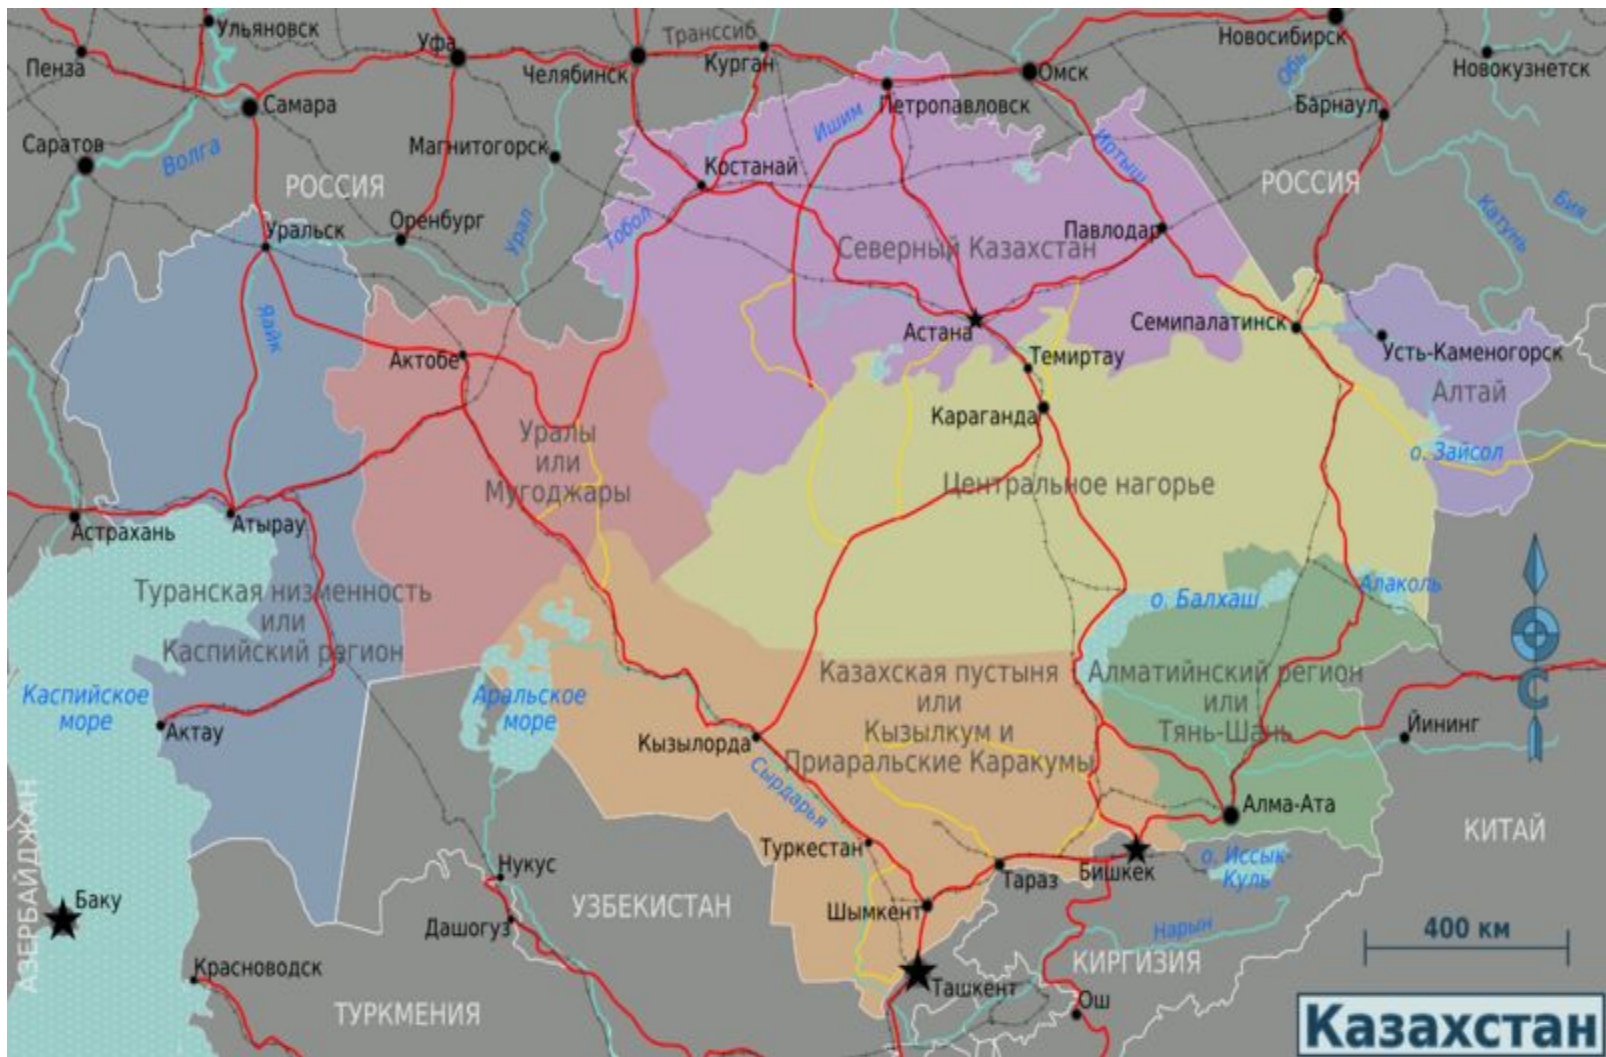 Ульяновск
Пенза
Уфа
Челябинск
Транссиб
Курган
Омск
Новосибирск
Обь
Новокузнецк
Самара
Петропавловск
Барнаул
Саратов
Волга
Магнитогорск
Ишим
Иртыш
РОССИЯ
Костанай
РОССИЯ
Бия
Катунь
Уральск
Оренбург
Урал
Тобол
Северный Казахстан
Павлодар
Яайк
Актобе
Астана
Семипалатинск
Темиртау
Усть-Каменогорск
Алтай
Караганда
Уралы
или
Мугоджары
Центральное нагорье
о. Зайсол
Астрахань
Атырау
Туранская низменность
или
Каспийский регион
о. Балхаш
Алаколь
Каспийское
море
Актау
Аральское
море
Казахская пустыня
или
Кызылкум и
Приаральские Каракумы
Алматийнский регион
или
Тянь-Шань
С
Йининг
Кызылорда
Сырдарья
Алма-Ата
АЗЕРБАЙДЖАН
Баку
Нукус
Дашогуз
УЗБЕКИСТАН
Туркестан
Тараз
Бишкек
о. Иссык-
Куль
КИТАЙ
Шымкент
Нарын
КИРГИЗИЯ
400 км
Красноводск
ТУРКМЕНИЯ
Ташкент
Ош
Казахстан